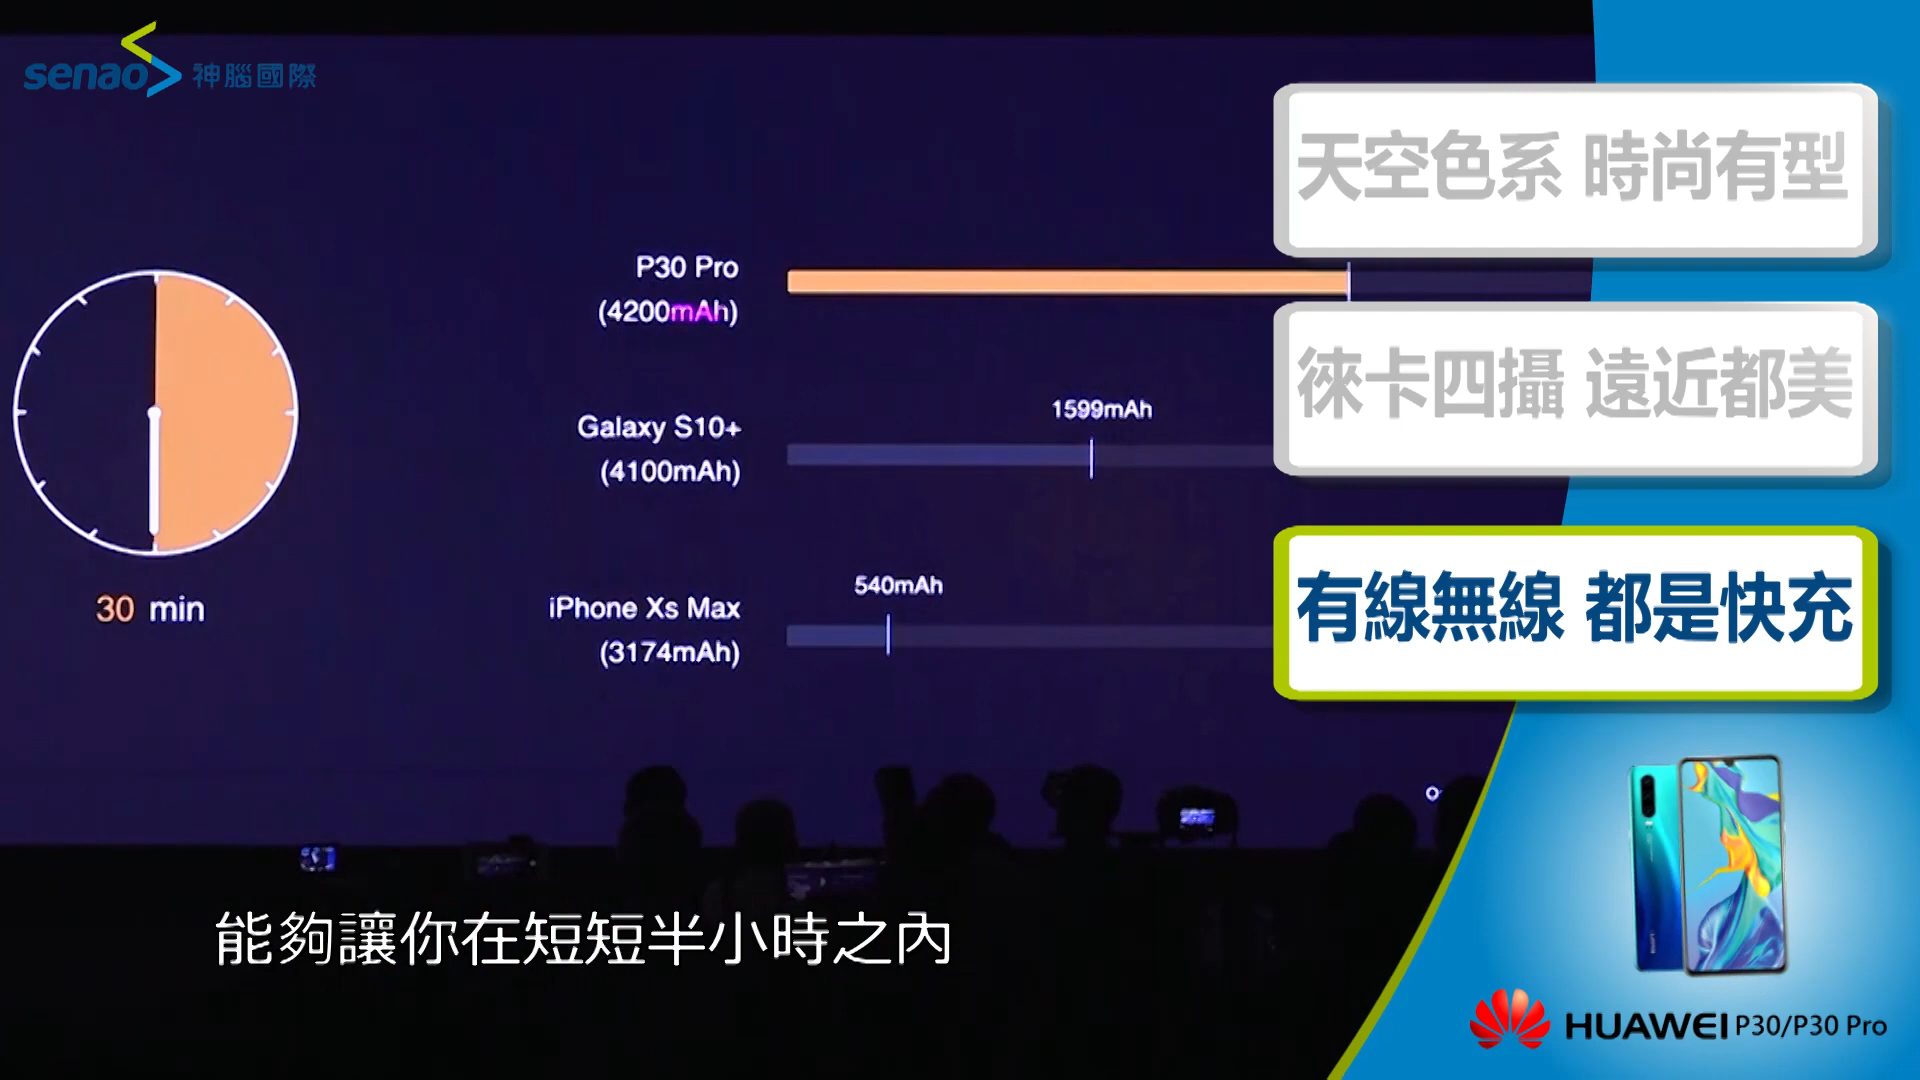 senao 神腦國際
天空色系 時尚有型
P30 Pro
(4200mAh)
徠卡四攝 遠近都美
1599mAh
Galaxy S10+
(4100mAh)
540mAh
iPhone Xs Max
(3174mAh)
30 min
有線無線 都是快充
能夠讓你在短短半小時之內
HUAWEI P30/P30 Pro